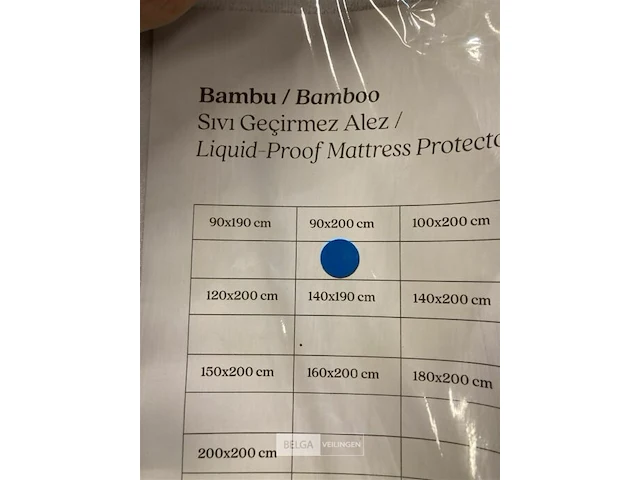 Bambu / Bamboo
Sıvı Geçirmez Alez /
Liquid-Proof Mattress Protecto
90x190 cm 90x200 cm 100x200 cm
120x200 cm 140x190 cm 140x200 cm
150x200 cm 160x200 cm 180x200 cm
200x200 cm
BELGA VEILINGEN